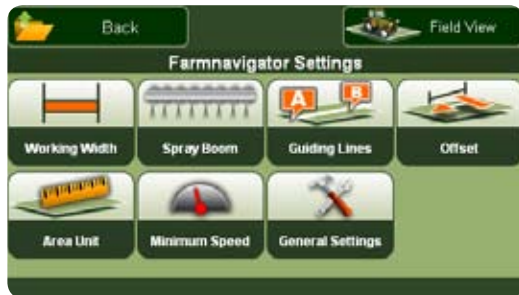 Back
Field View
Farmnavigator Settings
A B
Working Width Spray Boom Guiding Lines Offset
Area Unit Minimum Speed General Settings